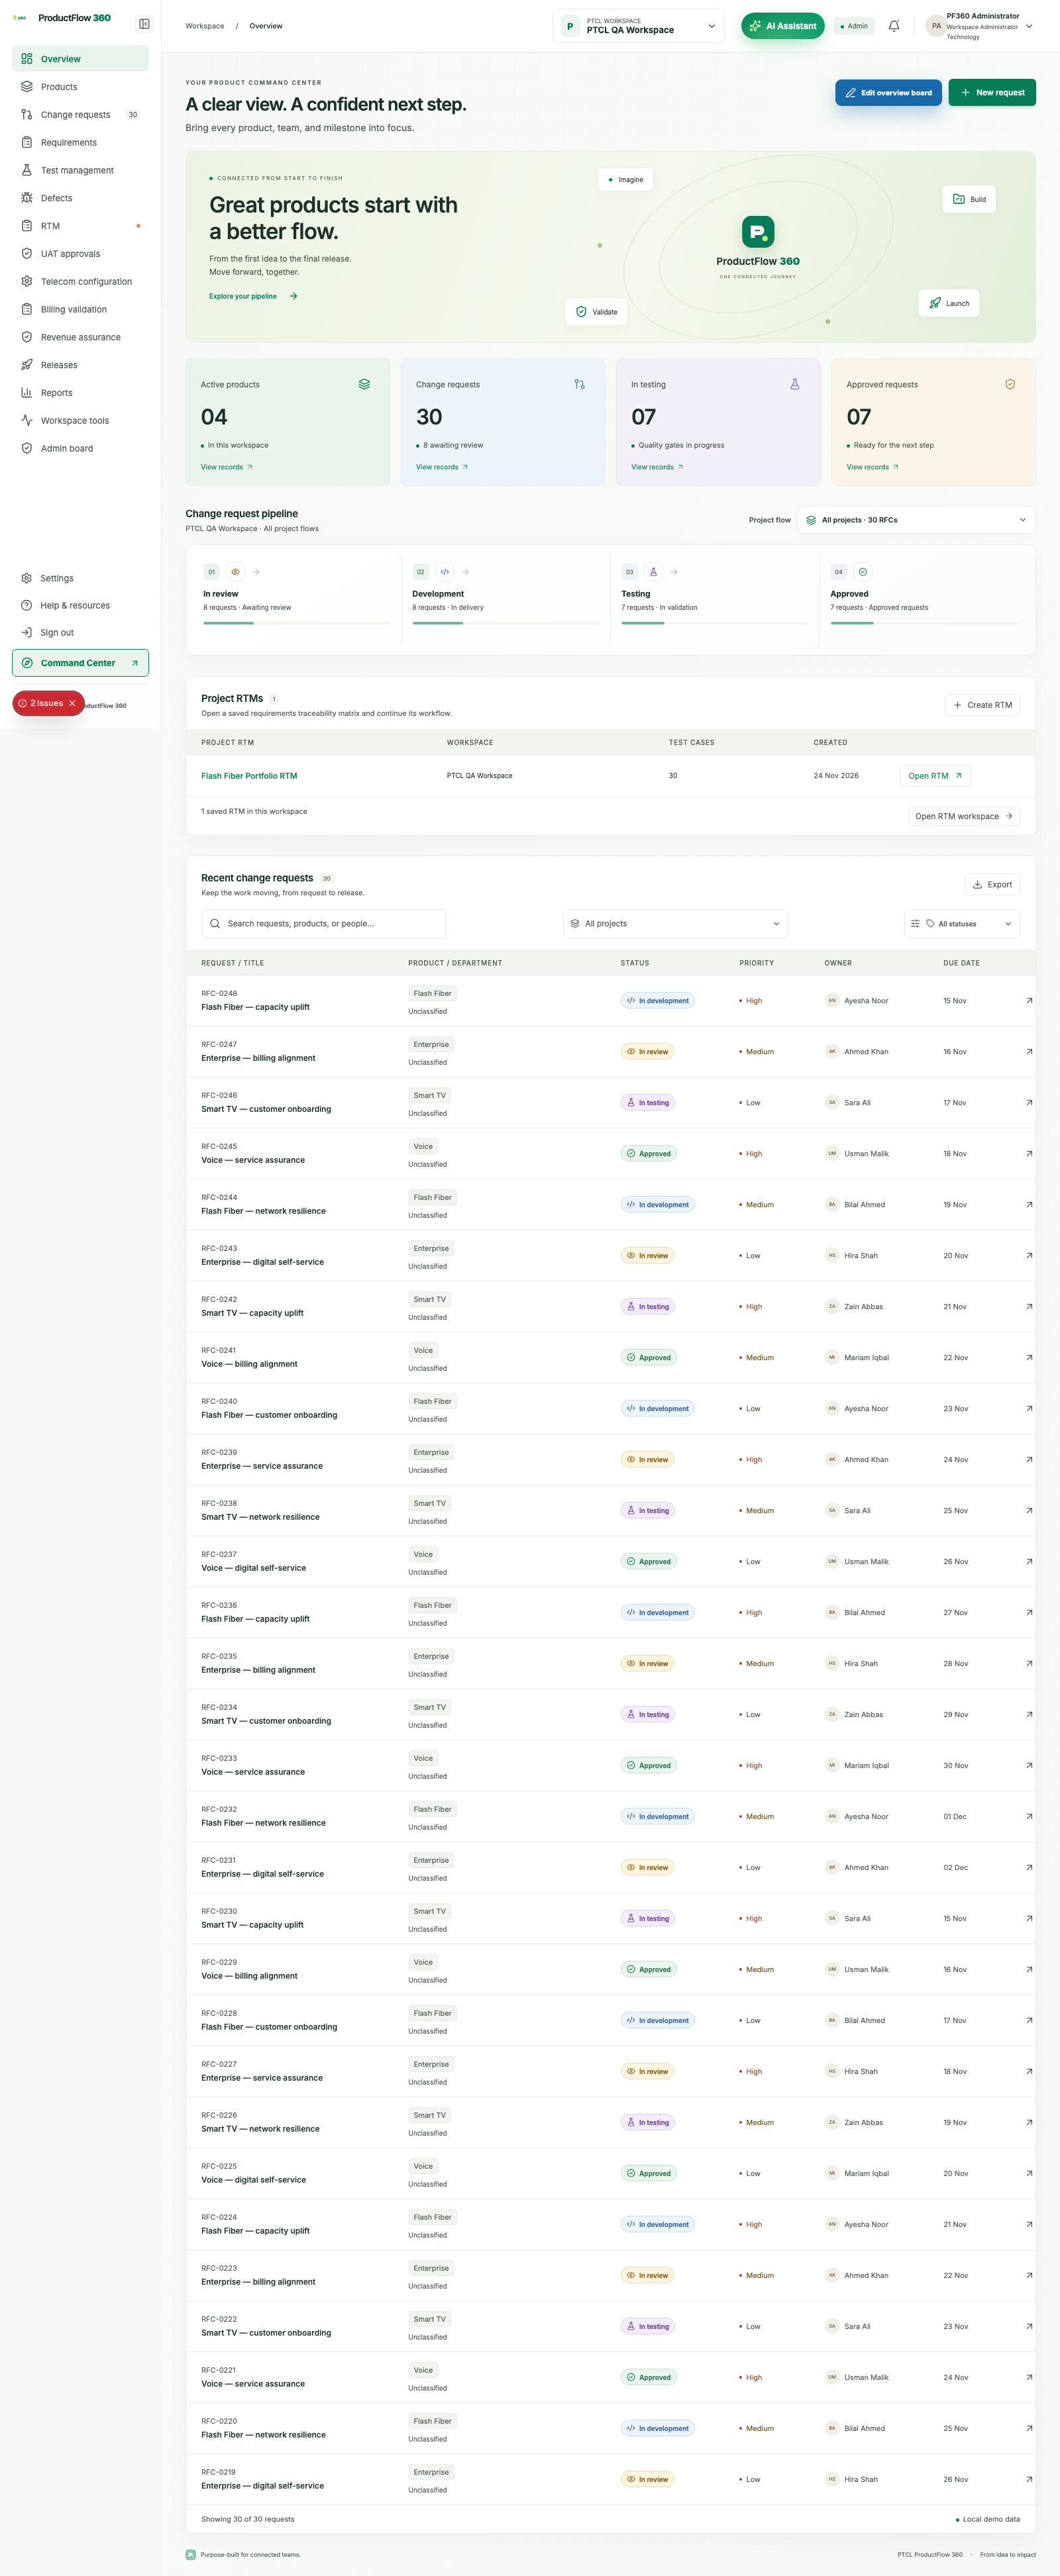 ptcl
ProductFlow 360
Overview
Products
Change requests 30
Requirements
Test management
Defects
RTM
UAT approvals
Telecom configuration
Billing validation
Revenue assurance
Releases
Reports
Workspace tools
Admin board
Settings
Help & resources
Sign out
Command Center
2 Issues
oductFlow 360
Workspace / Overview
P
PTCL WORKSPACE
PTCL QA Workspace
AI Assistant
Admin
PA
PF360 Administrator
Workspace Administrator
Technology
YOUR PRODUCT COMMAND CENTER
A clear view. A confident next step.
Bring every product, team, and milestone into focus.
Edit overview board
New request
CONNECTED FROM START TO FINISH
Great products start with
a better flow.
From the first idea to the final release.
Move forward, together.
Explore your pipeline
Imagine
Build
ProductFlow 360
ONE CONNECTED JOURNEY
Validate
Launch
Active products
04
In this workspace
View records
Change requests
30
8 awaiting review
View records
In testing
07
Quality gates in progress
View records
Approved requests
07
Ready for the next step
View records
Change request pipeline
PTCL QA Workspace · All project flows
Project flow
All projects · 30 RFCs
01
In review
8 requests · Awaiting review
02
Development
8 requests · In delivery
03
Testing
7 requests · In validation
04
Approved
7 requests · Approved requests
Project RTMs 1
Open a saved requirements traceability matrix and continue its workflow.
Create RTM
PROJECT RTM WORKSPACE TEST CASES CREATED
Flash Fiber Portfolio RTM PTCL QA Workspace 30 24 Nov 2026 Open RTM
1 saved RTM in this workspace
Open RTM workspace
Recent change requests 30
Keep the work moving, from request to release.
Export
Search requests, products, or people...
All projects
All statuses
REQUEST / TITLE PRODUCT / DEPARTMENT STATUS PRIORITY OWNER DUE DATE
RFC-0248 Flash Fiber
Flash Fiber — capacity uplift Unclassified In development High AN Ayesha Noor 15 Nov
RFC-0247 Enterprise
Enterprise — billing alignment Unclassified In review Medium AK Ahmed Khan 16 Nov
RFC-0246 Smart TV
Smart TV — customer onboarding Unclassified In testing Low SA Sara Ali 17 Nov
RFC-0245 Voice
Voice — service assurance Unclassified Approved High UM Usman Malik 18 Nov
RFC-0244 Flash Fiber
Flash Fiber — network resilience Unclassified In development Medium BA Bilal Ahmed 19 Nov
RFC-0243 Enterprise
Enterprise — digital self-service Unclassified In review Low HS Hira Shah 20 Nov
RFC-0242 Smart TV
Smart TV — capacity uplift Unclassified In testing High ZA Zain Abbas 21 Nov
RFC-0241 Voice
Voice — billing alignment Unclassified Approved Medium MI Mariam Iqbal 22 Nov
RFC-0240 Flash Fiber
Flash Fiber — customer onboarding Unclassified In development Low AN Ayesha Noor 23 Nov
RFC-0239 Enterprise
Enterprise — service assurance Unclassified In review High AK Ahmed Khan 24 Nov
RFC-0238 Smart TV
Smart TV — network resilience Unclassified In testing Medium SA Sara Ali 25 Nov
RFC-0237 Voice
Voice — digital self-service Unclassified Approved Low UM Usman Malik 26 Nov
RFC-0236 Flash Fiber
Flash Fiber — capacity uplift Unclassified In development High BA Bilal Ahmed 27 Nov
RFC-0235 Enterprise
Enterprise — billing alignment Unclassified In review Medium HS Hira Shah 28 Nov
RFC-0234 Smart TV
Smart TV — customer onboarding Unclassified In testing Low ZA Zain Abbas 29 Nov
RFC-0233 Voice
Voice — service assurance Unclassified Approved High MI Mariam Iqbal 30 Nov
RFC-0232 Flash Fiber
Flash Fiber — network resilience Unclassified In development Medium AN Ayesha Noor 01 Dec
RFC-0231 Enterprise
Enterprise — digital self-service Unclassified In review Low AK Ahmed Khan 02 Dec
RFC-0230 Smart TV
Smart TV — capacity uplift Unclassified In testing High SA Sara Ali 15 Nov
RFC-0229 Voice
Voice — billing alignment Unclassified Approved Medium UM Usman Malik 16 Nov
RFC-0228 Flash Fiber
Flash Fiber — customer onboarding Unclassified In development Low BA Bilal Ahmed 17 Nov
RFC-0227 Enterprise
Enterprise — service assurance Unclassified In review High HS Hira Shah 18 Nov
RFC-0226 Smart TV
Smart TV — network resilience Unclassified In testing Medium ZA Zain Abbas 19 Nov
RFC-0225 Voice
Voice — digital self-service Unclassified Approved Low MI Mariam Iqbal 20 Nov
RFC-0224 Flash Fiber
Flash Fiber — capacity uplift Unclassified In development High AN Ayesha Noor 21 Nov
RFC-0223 Enterprise
Enterprise — billing alignment Unclassified In review Medium AK Ahmed Khan 22 Nov
RFC-0222 Smart TV
Smart TV — customer onboarding Unclassified In testing Low SA Sara Ali 23 Nov
RFC-0221 Voice
Voice — service assurance Unclassified Approved High UM Usman Malik 24 Nov
RFC-0220 Flash Fiber
Flash Fiber — network resilience Unclassified In development Medium BA Bilal Ahmed 25 Nov
RFC-0219 Enterprise
Enterprise — digital self-service Unclassified In review Low HS Hira Shah 26 Nov
Showing 30 of 30 requests
Local demo data
Purpose-built for connected teams.
PTCL ProductFlow 360 · From idea to impact